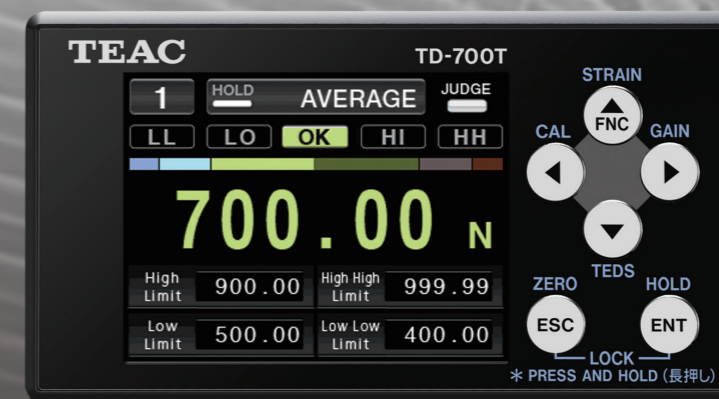 TEAC
TD-700T
1 HOLD AVERAGE JUDGE
LL LO OK HI HH
700.00 N
High Limit 900.00 High High Limit 999.99
Low Limit 500.00 Low Low Limit 400.00
STRAIN
FNC
CAL GAIN
TEDS
ZERO HOLD
ESC ENT
LOCK
* PRESS AND HOLD (長押し)